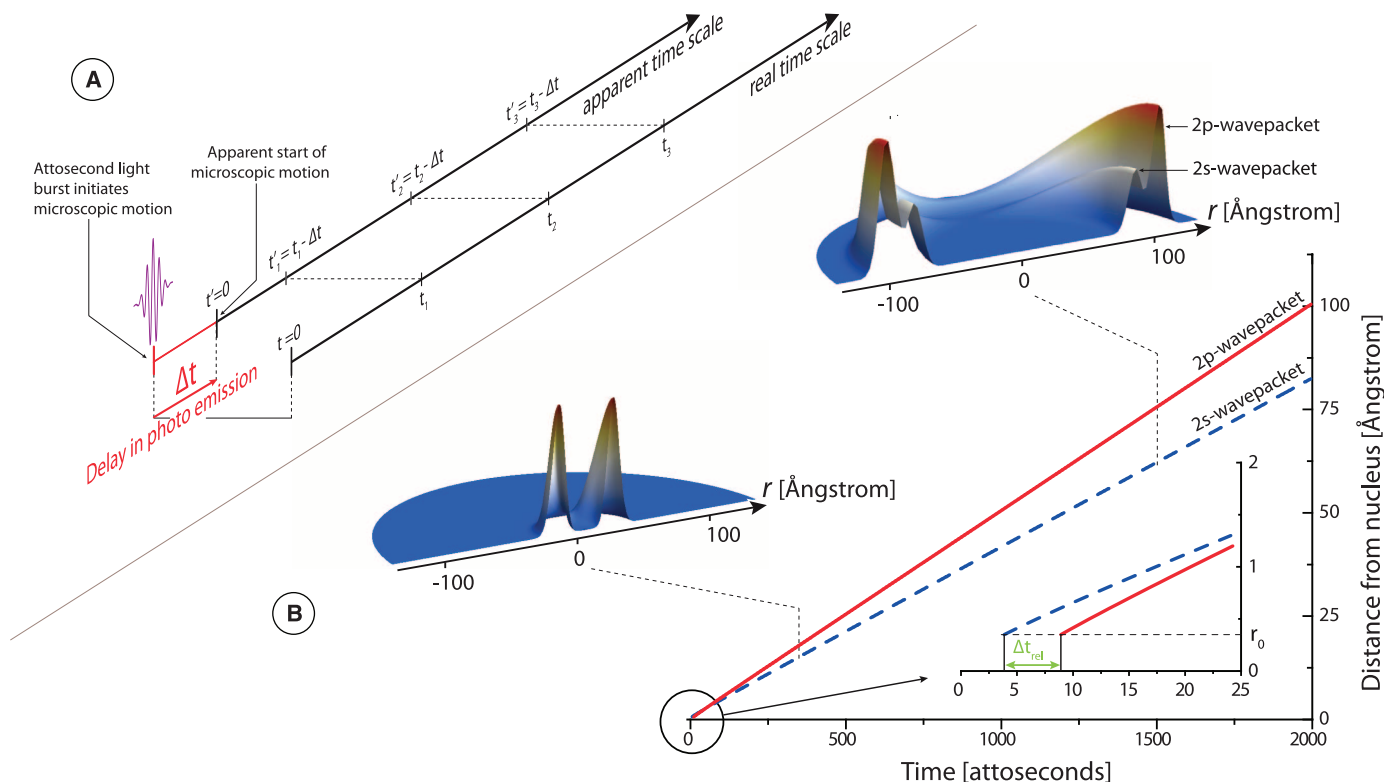 A
Attosecond light
burst initiates
microscopic motion
Apparent start of
microscopic motion
t'=0
t'₁= t₁- Δt
t'₂= t₂- Δt
t'₃= t₃- Δt
apparent time scale
t=0
t₁
t₂
t₃
real time scale
Δt
Delay in photo emission
2p-wavepacket
2s-wavepacket
r [Ångstrom]
-100
0
100
r [Ångstrom]
-100
0
100
B
2p-wavepacket
2s-wavepacket
100
75
50
25
0
Distance from nucleus [Ångstrom]
2
1
r₀
0
Δt_rel
0
5
10
15
20
25
0
500
1000
1500
2000
Time [attoseconds]